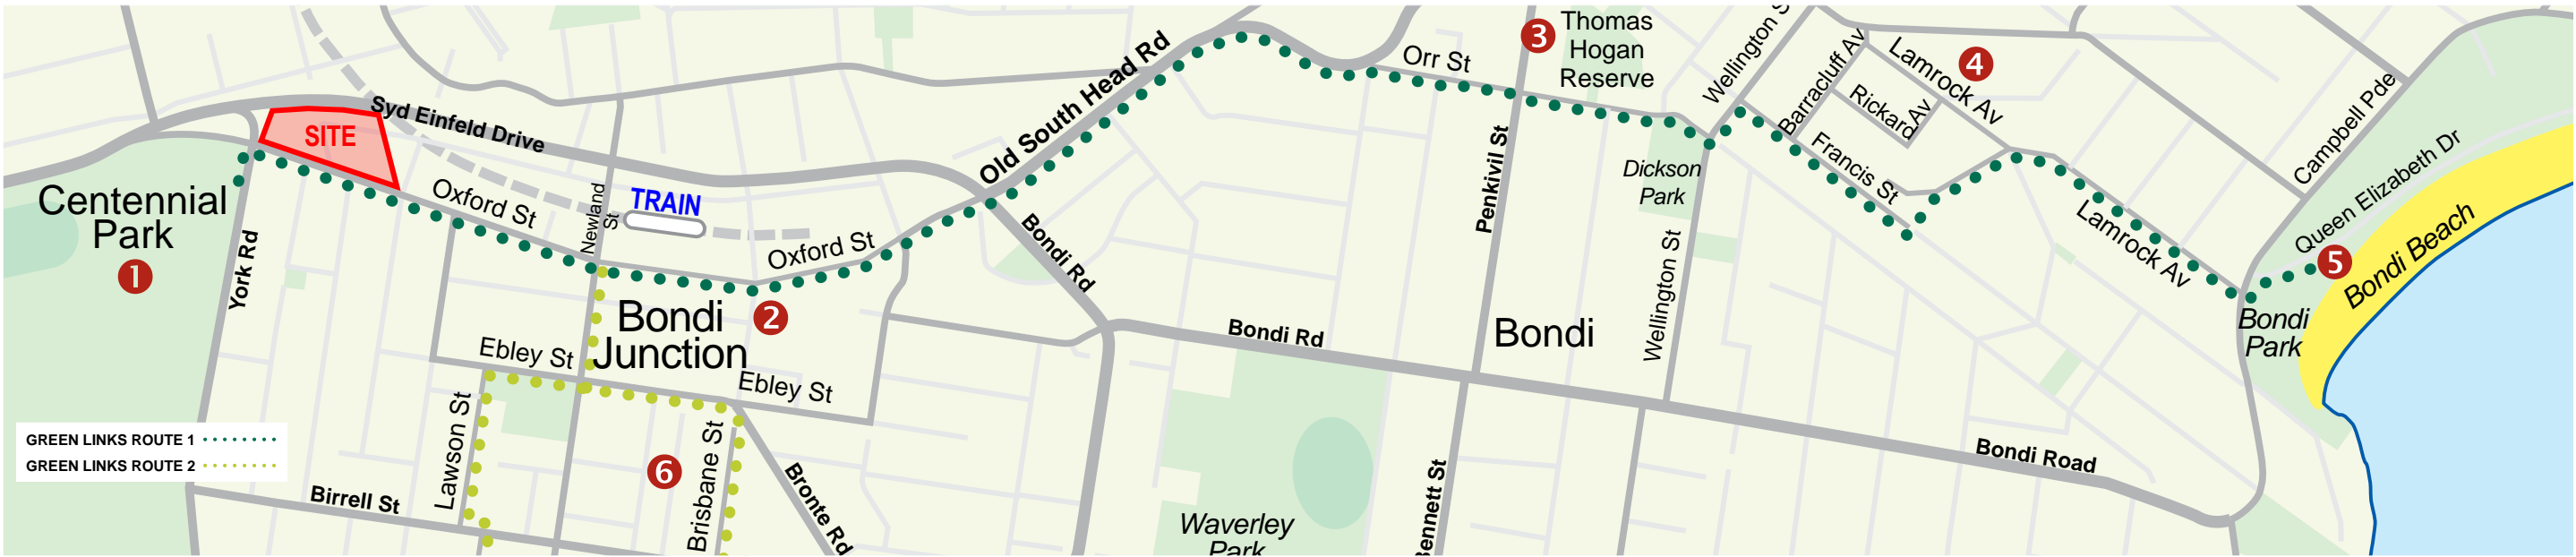 Centennial
Park
1
York Rd
SITE
Syd Einfeld Drive
Oxford St
Newland
St
TRAIN
Oxford St
Old South Head Rd
Bondi
Junction
2
Ebley St
Ebley St
Lawson St
Birrell St
6
Brisbane St
Bronte Rd
Bondi Rd
Bondi Rd
Waverley
Park
Orr St
3
Thomas
Hogan
Reserve
Penkivil St
Bennett St
Bondi
Dickson
Park
Wellington St
Wellington S
Barracluff Av
Rickard
Av
Lamrock Av
4
Francis St
Lamrock Av
Campbell Pde
Queen Elizabeth Dr
5
Bondi Beach
Bondi
Park
Bondi Road
GREEN LINKS ROUTE 1
GREEN LINKS ROUTE 2